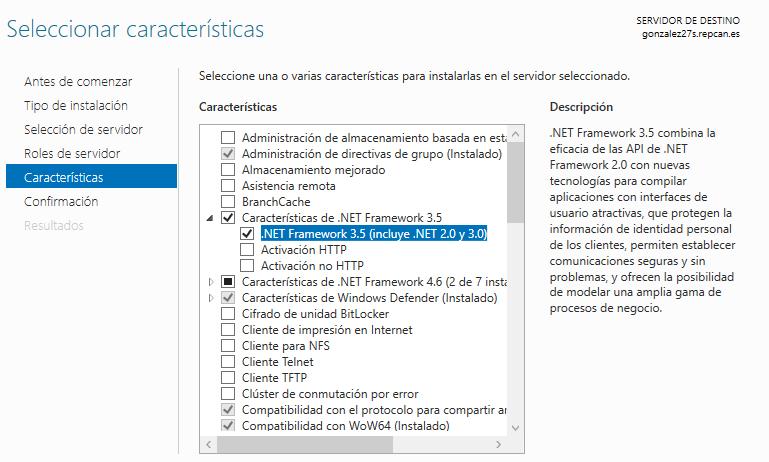 Seleccionar características
SERVIDOR DE DESTINO
gonzalez27s.repcan.es
Antes de comenzar
Tipo de instalación
Selección de servidor
Roles de servidor
Características
Confirmación
Resultados
Seleccione una o varias características para instalarlas en el servidor seleccionado.
Características
Administración de almacenamiento basada en está
Administración de directivas de grupo (Instalado)
Almacenamiento mejorado
Asistencia remota
BranchCache
Características de .NET Framework 3.5
.NET Framework 3.5 (incluye .NET 2.0 y 3.0)
Activación HTTP
Activación no HTTP
Características de .NET Framework 4.6 (2 de 7 insta
Características de Windows Defender (Instalado)
Cifrado de unidad BitLocker
Cliente de impresión en Internet
Cliente para NFS
Cliente Telnet
Cliente TFTP
Clúster de conmutación por error
Compatibilidad con el protocolo para compartir ar
Compatibilidad con WoW64 (Instalado)
Descripción
.NET Framework 3.5 combina la
eficacia de las API de .NET
Framework 2.0 con nuevas
tecnologías para compilar
aplicaciones con interfaces de
usuario atractivas, que protegen la
información de identidad personal
de los clientes, permiten establecer
comunicaciones seguras y sin
problemas, y ofrecen la posibilidad
de modelar una amplia gama de
procesos de negocio.